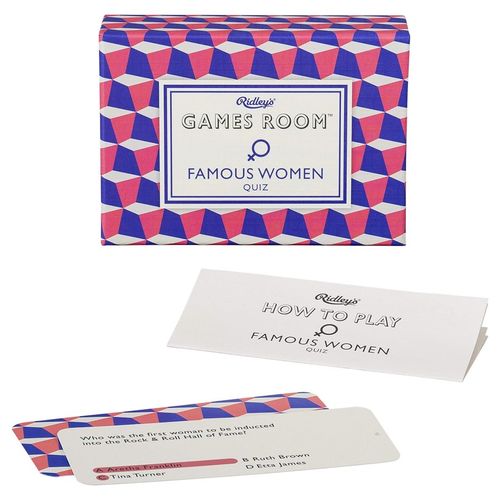 Ridley's
GAMES ROOM™
FAMOUS WOMEN
QUIZ
Ridley's
HOW TO PLAY
FAMOUS WOMEN
QUIZ
Who was the first woman to be inducted
into the Rock & Roll Hall of Fame?
A Aretha Franklin B Ruth Brown
C Tina Turner D Etta James